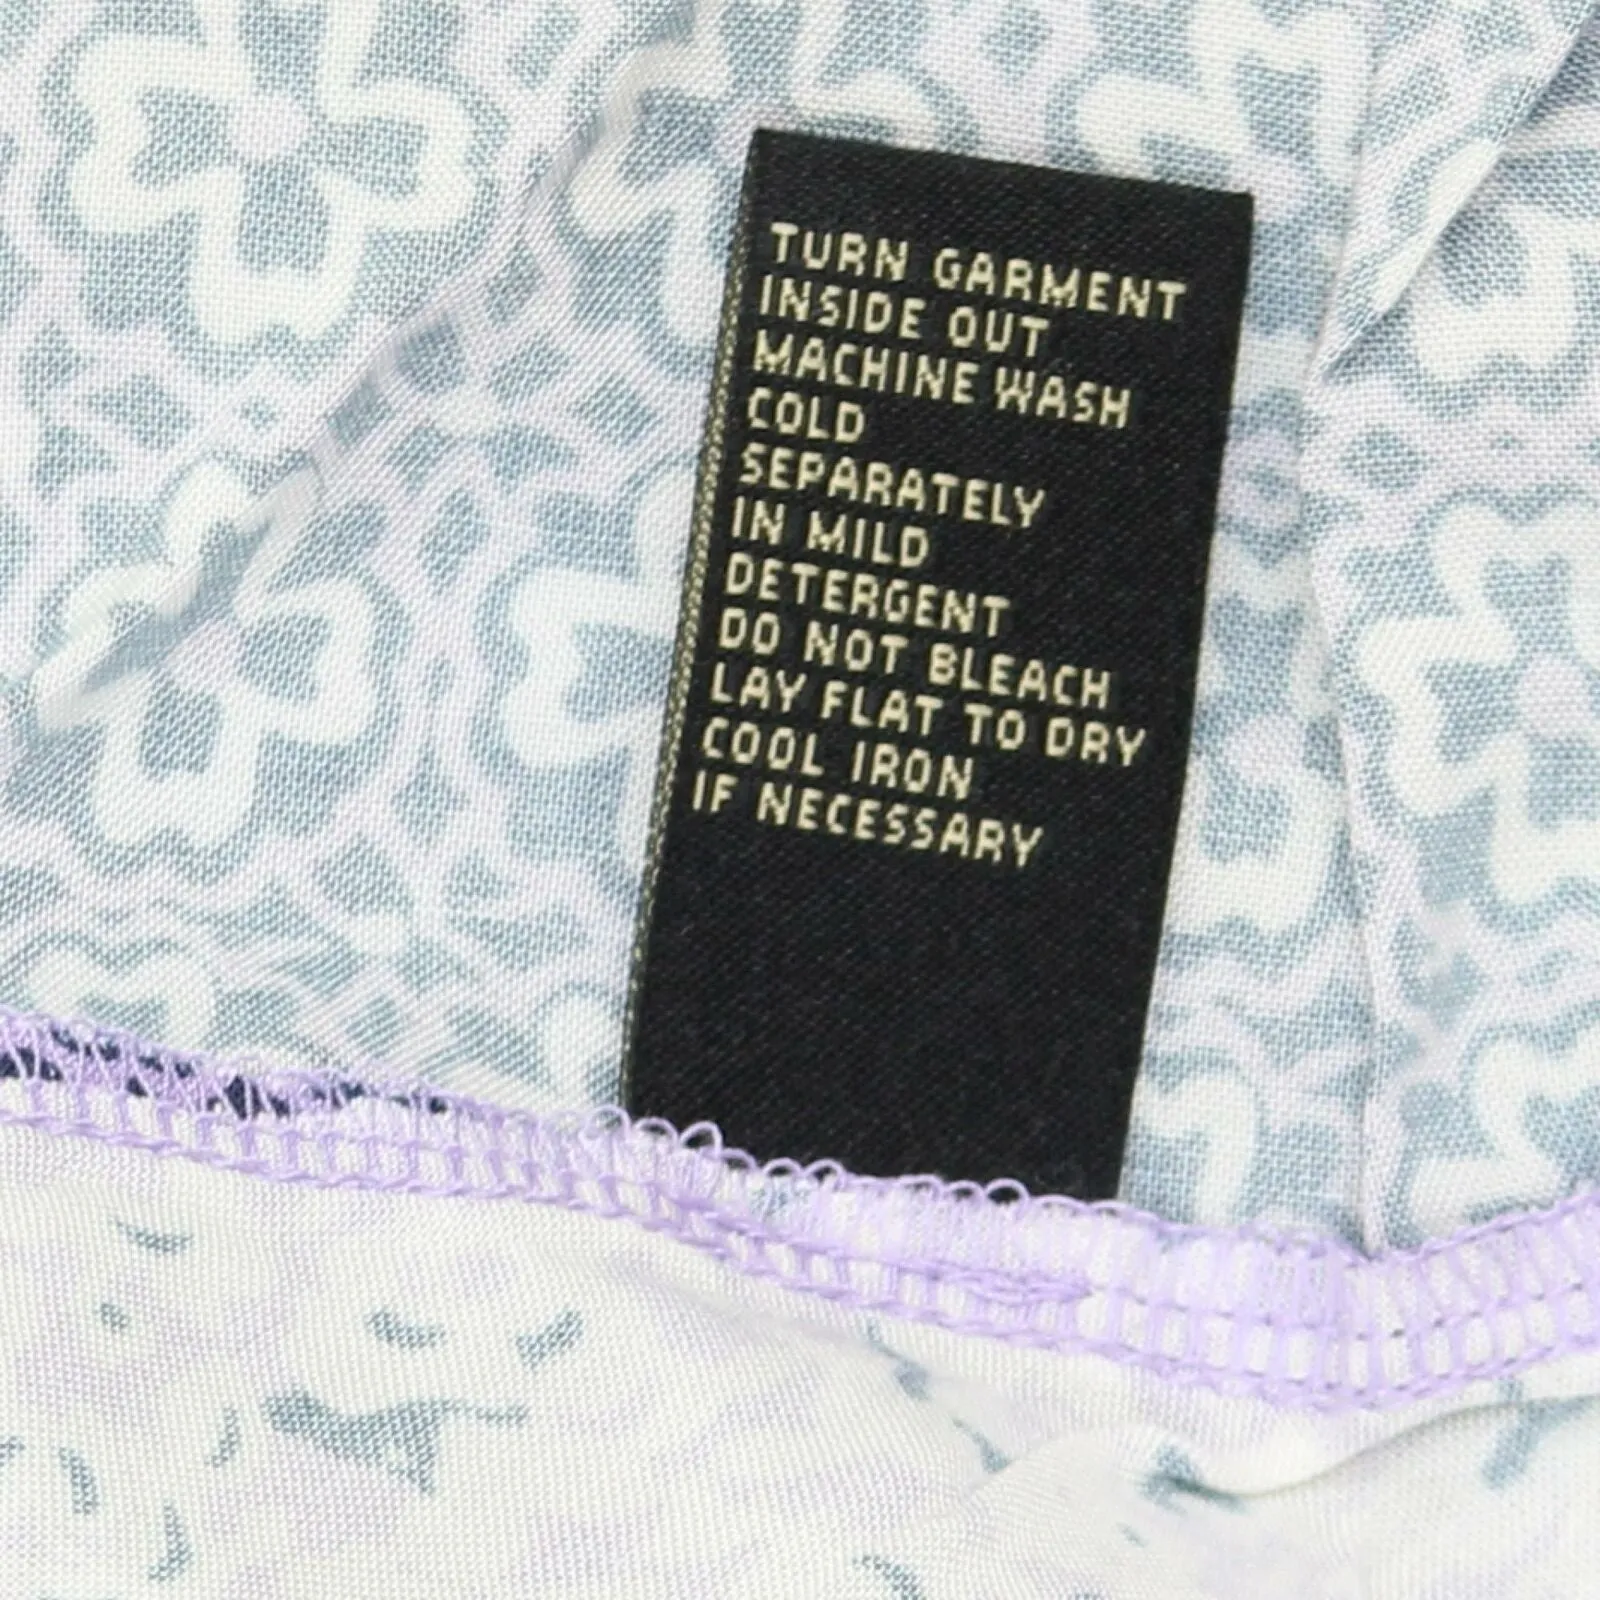 TURN GARMENT
INSIDE OUT
MACHINE WASH
COLD
SEPARATELY
IN MILD
DETERGENT
DO NOT BLEACH
LAY FLAT TO DRY
COOL IRON
IF NECESSARY